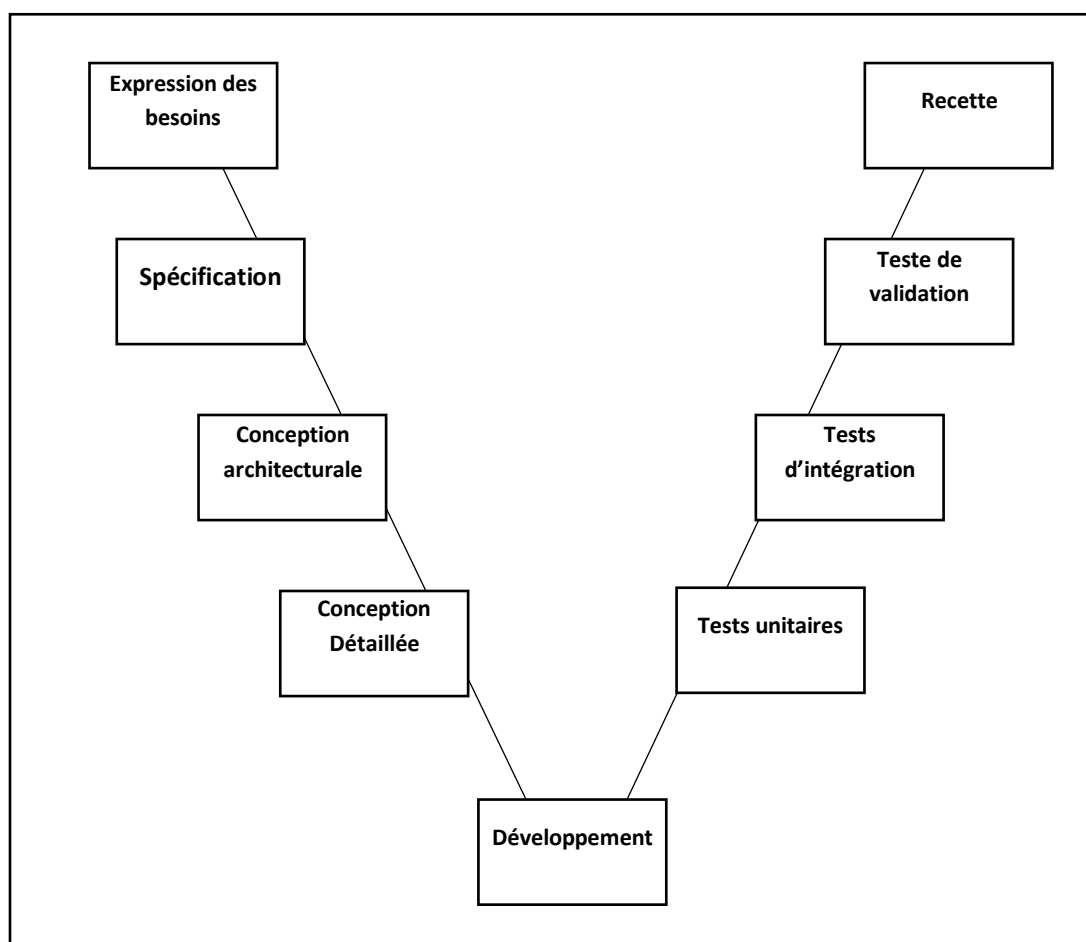 Expression des
besoins
Recette
Spécification
Teste de
validation
Conception
architecturale
Tests
d’intégration
Conception
Détaillée
Tests unitaires
Développement